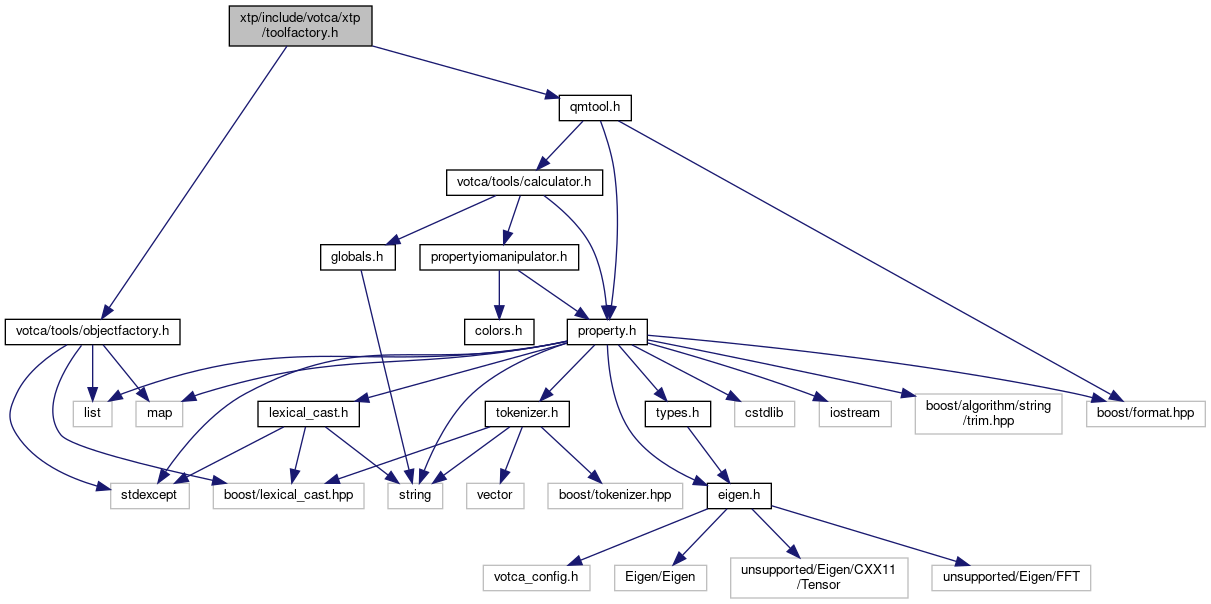 xtp/include/votca/xtp
/toolfactory.h
qmtool.h
votca/tools/calculator.h
globals.h
propertyiomanipulator.h
votca/tools/objectfactory.h
colors.h
property.h
list
map
lexical_cast.h
tokenizer.h
types.h
cstdlib
iostream
boost/algorithm/string
/trim.hpp
boost/format.hpp
stdexcept
boost/lexical_cast.hpp
string
vector
boost/tokenizer.hpp
eigen.h
votca_config.h
Eigen/Eigen
unsupported/Eigen/CXX11
/Tensor
unsupported/Eigen/FFT